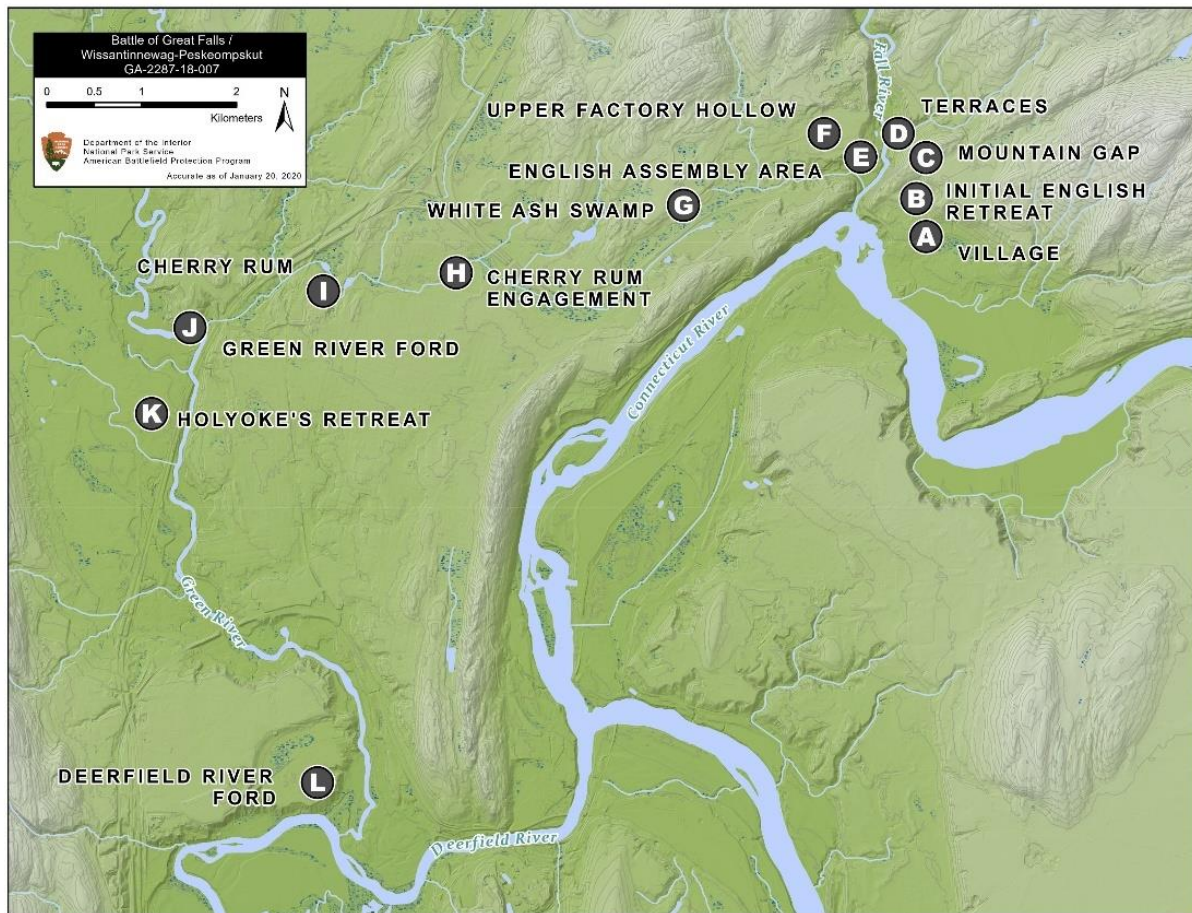 Battle of Great Falls /
Wissantinnewag-Peskeompskut
GA-2287-18-007
0 0.5 1 2
Kilometers
N
Department of the Interior
National Park Service
American Battlefield Protection Program
Accurate as of January 20, 2020
Fall River
UPPER FACTORY HOLLOW
F
D
TERRACES
E
C
MOUNTAIN GAP
ENGLISH ASSEMBLY AREA
B
INITIAL ENGLISH
RETREAT
WHITE ASH SWAMP
G
A
VILLAGE
CHERRY RUM
I
H
CHERRY RUM
ENGAGEMENT
J
GREEN RIVER FORD
Connecticut River
K
HOLYOKE'S RETREAT
Green River
DEERFIELD RIVER
FORD
L
Deerfield River